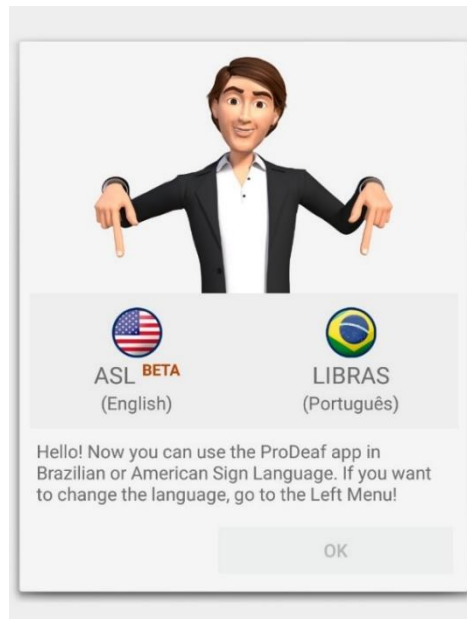 ASL BETA
(English)
LIBRAS
(Português)
Hello! Now you can use the ProDeaf app in
Brazilian or American Sign Language. If you want
to change the language, go to the Left Menu!
OK